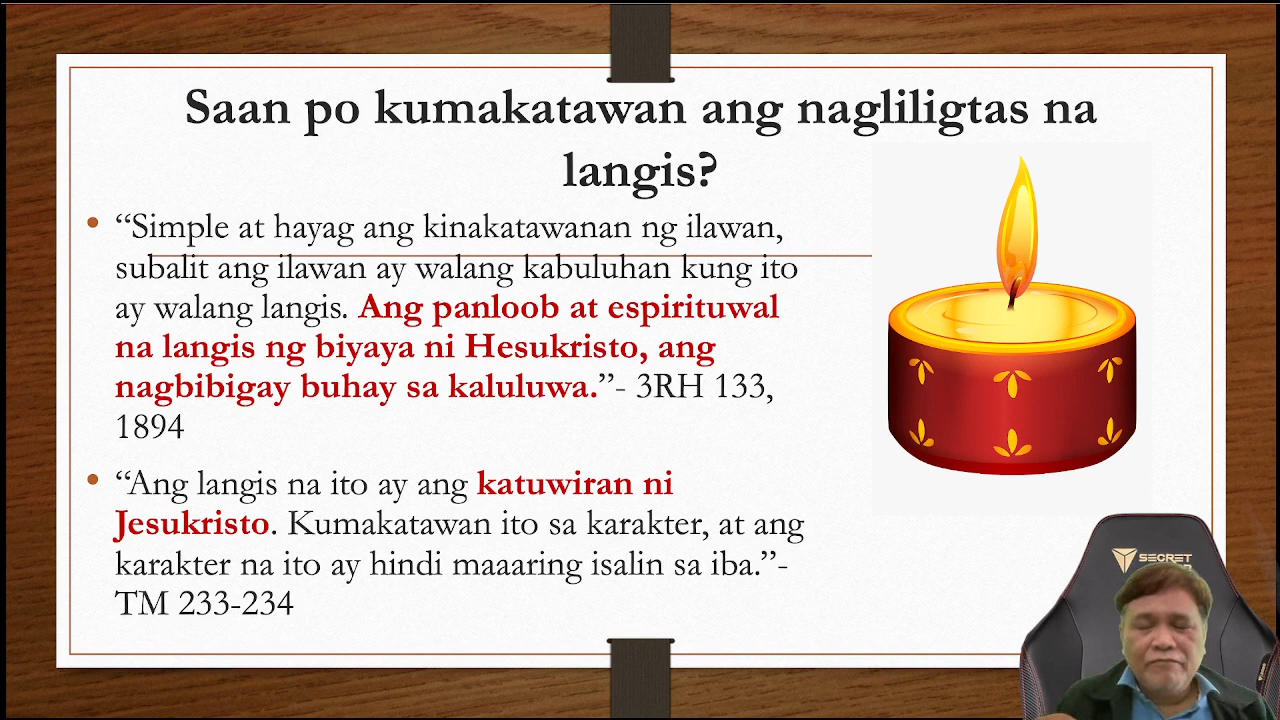 Saan po kumakatawan ang nagliligtas na
langis?
• “Simple at hayag ang kinakatawanan ng ilawan,
subalit ang ilawan ay walang kabuluhan kung ito
ay walang langis. Ang panloob at espirituwal
na langis ng biyaya ni Hesukristo, ang
nagbibigay buhay sa kaluluwa.”- 3RH 133,
1894
• “Ang langis na ito ay ang katuwiran ni
Jesukristo. Kumakatawan ito sa karakter, at ang
karakter na ito ay hindi maaaring isalin sa iba.”-
TM 233-234
SECRET